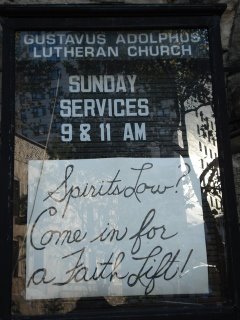 GUSTAVUS ADOLPHUS
LUTHERAN CHURCH
SUNDAY
SERVICES
9 & 11 AM
Spirits Low?
Come in for
a Faith Lift!